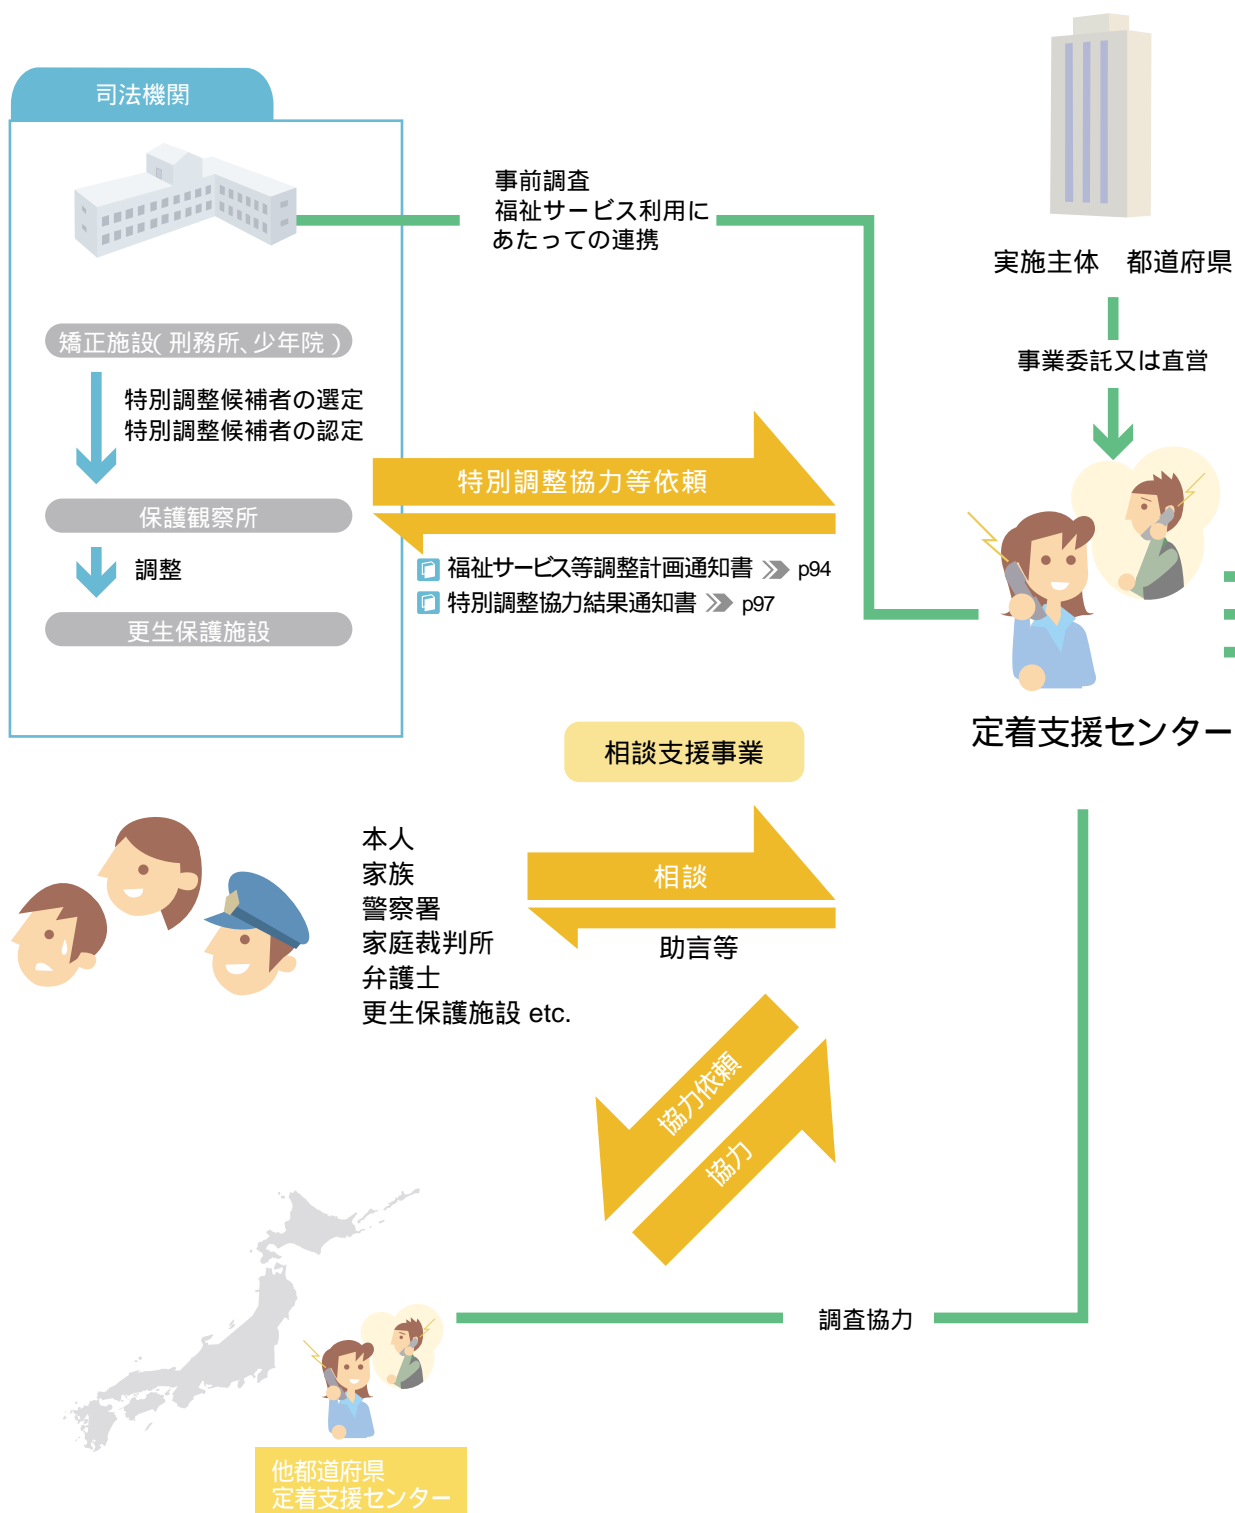 司法機関
事前調査
福祉サービス利用に
あたっての連携
実施主体　都道府県
矯正施設(刑務所、少年院)
事業委託又は直営
特別調整候補者の選定
特別調整候補者の認定
特別調整協力等依頼
保護観察所
調整
福祉サービス等調整計画通知書 p94
特別調整協力結果通知書 p97
更生保護施設
定着支援センター
相談支援事業
本人
家族
警察署
家庭裁判所
弁護士
更生保護施設 etc.
相談
助言等
協力依頼
協力
調査協力
他都道府県
定着支援センター